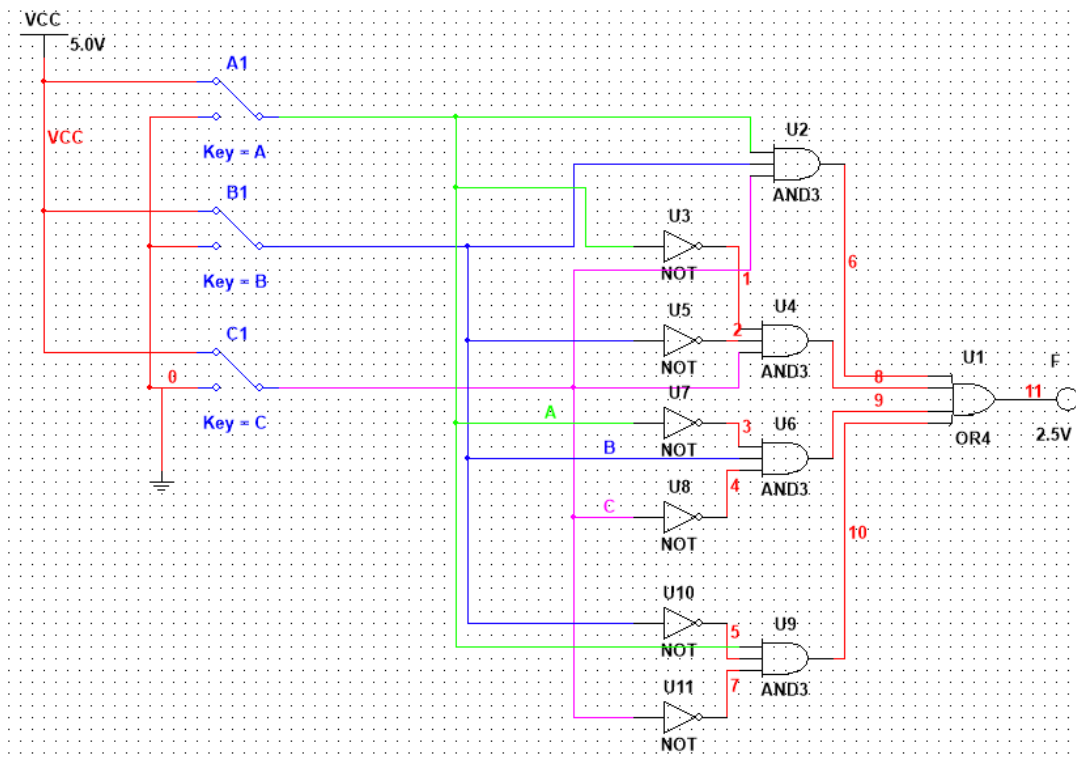 VCC
5.0V
A1
VCC
Key = A
B1
Key = B
C1
0
Key = C
U2
AND3
U3
NOT
1
6
U5
2
U4
NOT
AND3
U7
A
3
U6
B
NOT
U8
4
AND3
C
NOT
8
9
U1
11
F
OR4
2.5V
10
U10
5
U9
NOT
U11
7
AND3
NOT